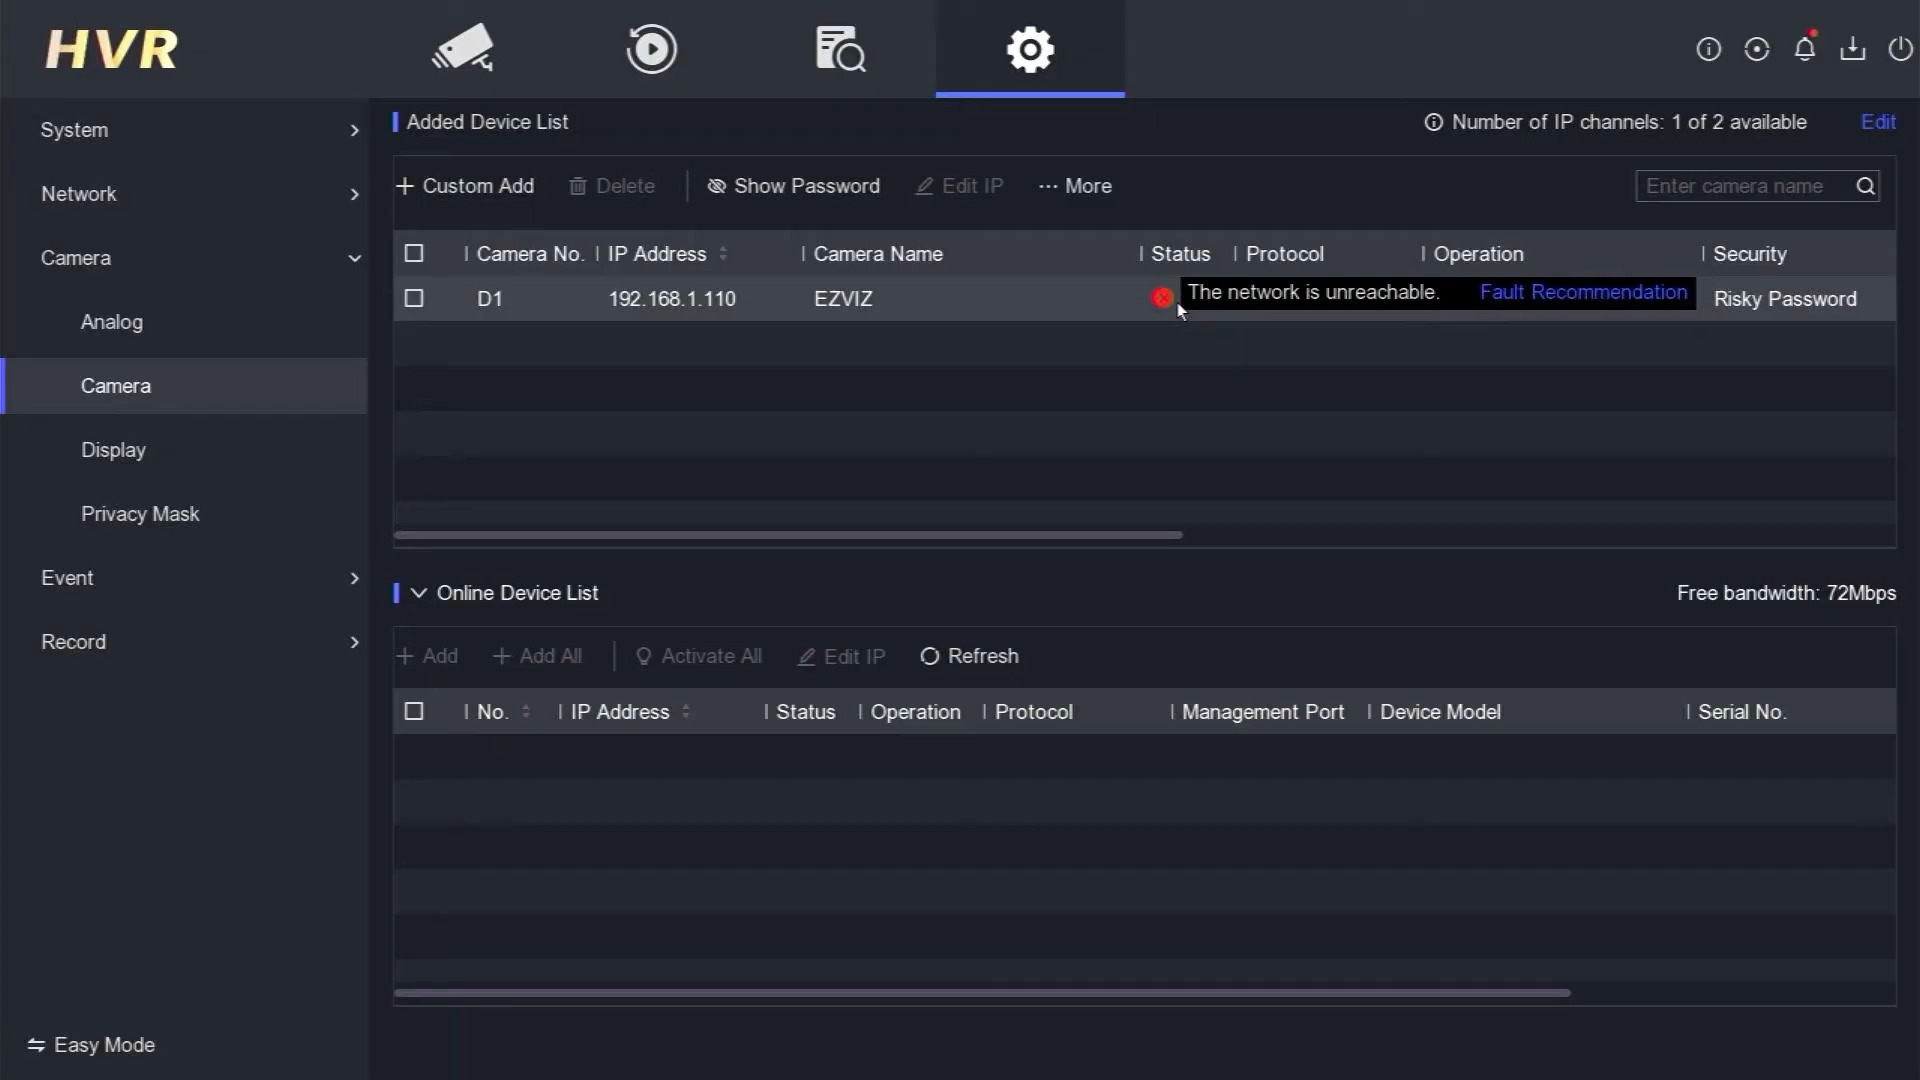 HVR
System
Network
Camera
Analog
Camera
Display
Privacy Mask
Event
Record
Easy Mode
Added Device List
Number of IP channels: 1 of 2 available Edit
Custom Add Delete Show Password Edit IP More
Enter camera name
Camera No. IP Address Camera Name Status Protocol Operation Security
D1 192.168.1.110 EZVIZ The network is unreachable. Fault Recommendation Risky Password
Online Device List Free bandwidth: 72Mbps
Add Add All Activate All Edit IP Refresh
No. IP Address Status Operation Protocol Management Port Device Model Serial No.